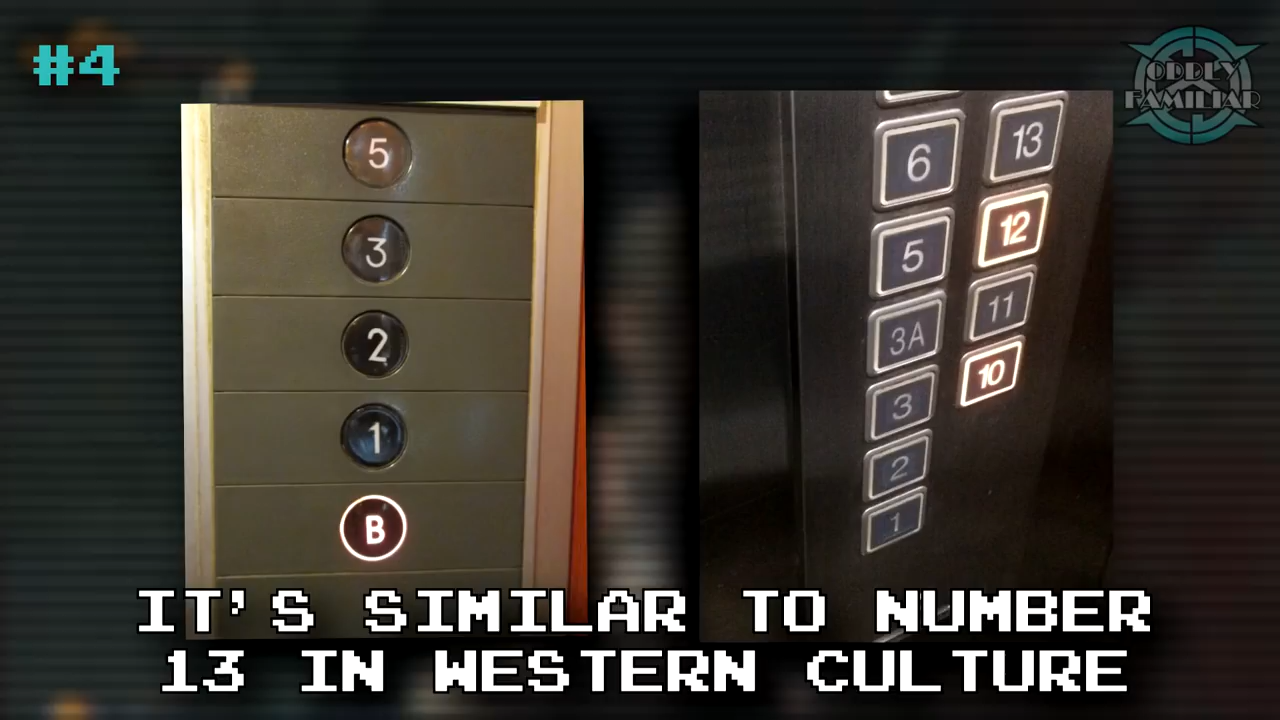 #4
ODDLY
FAMILIAR
5
3
2
1
B
6
13
5
12
3A
11
3
10
2
1
IT'S SIMILAR TO NUMBER
13 IN WESTERN CULTURE